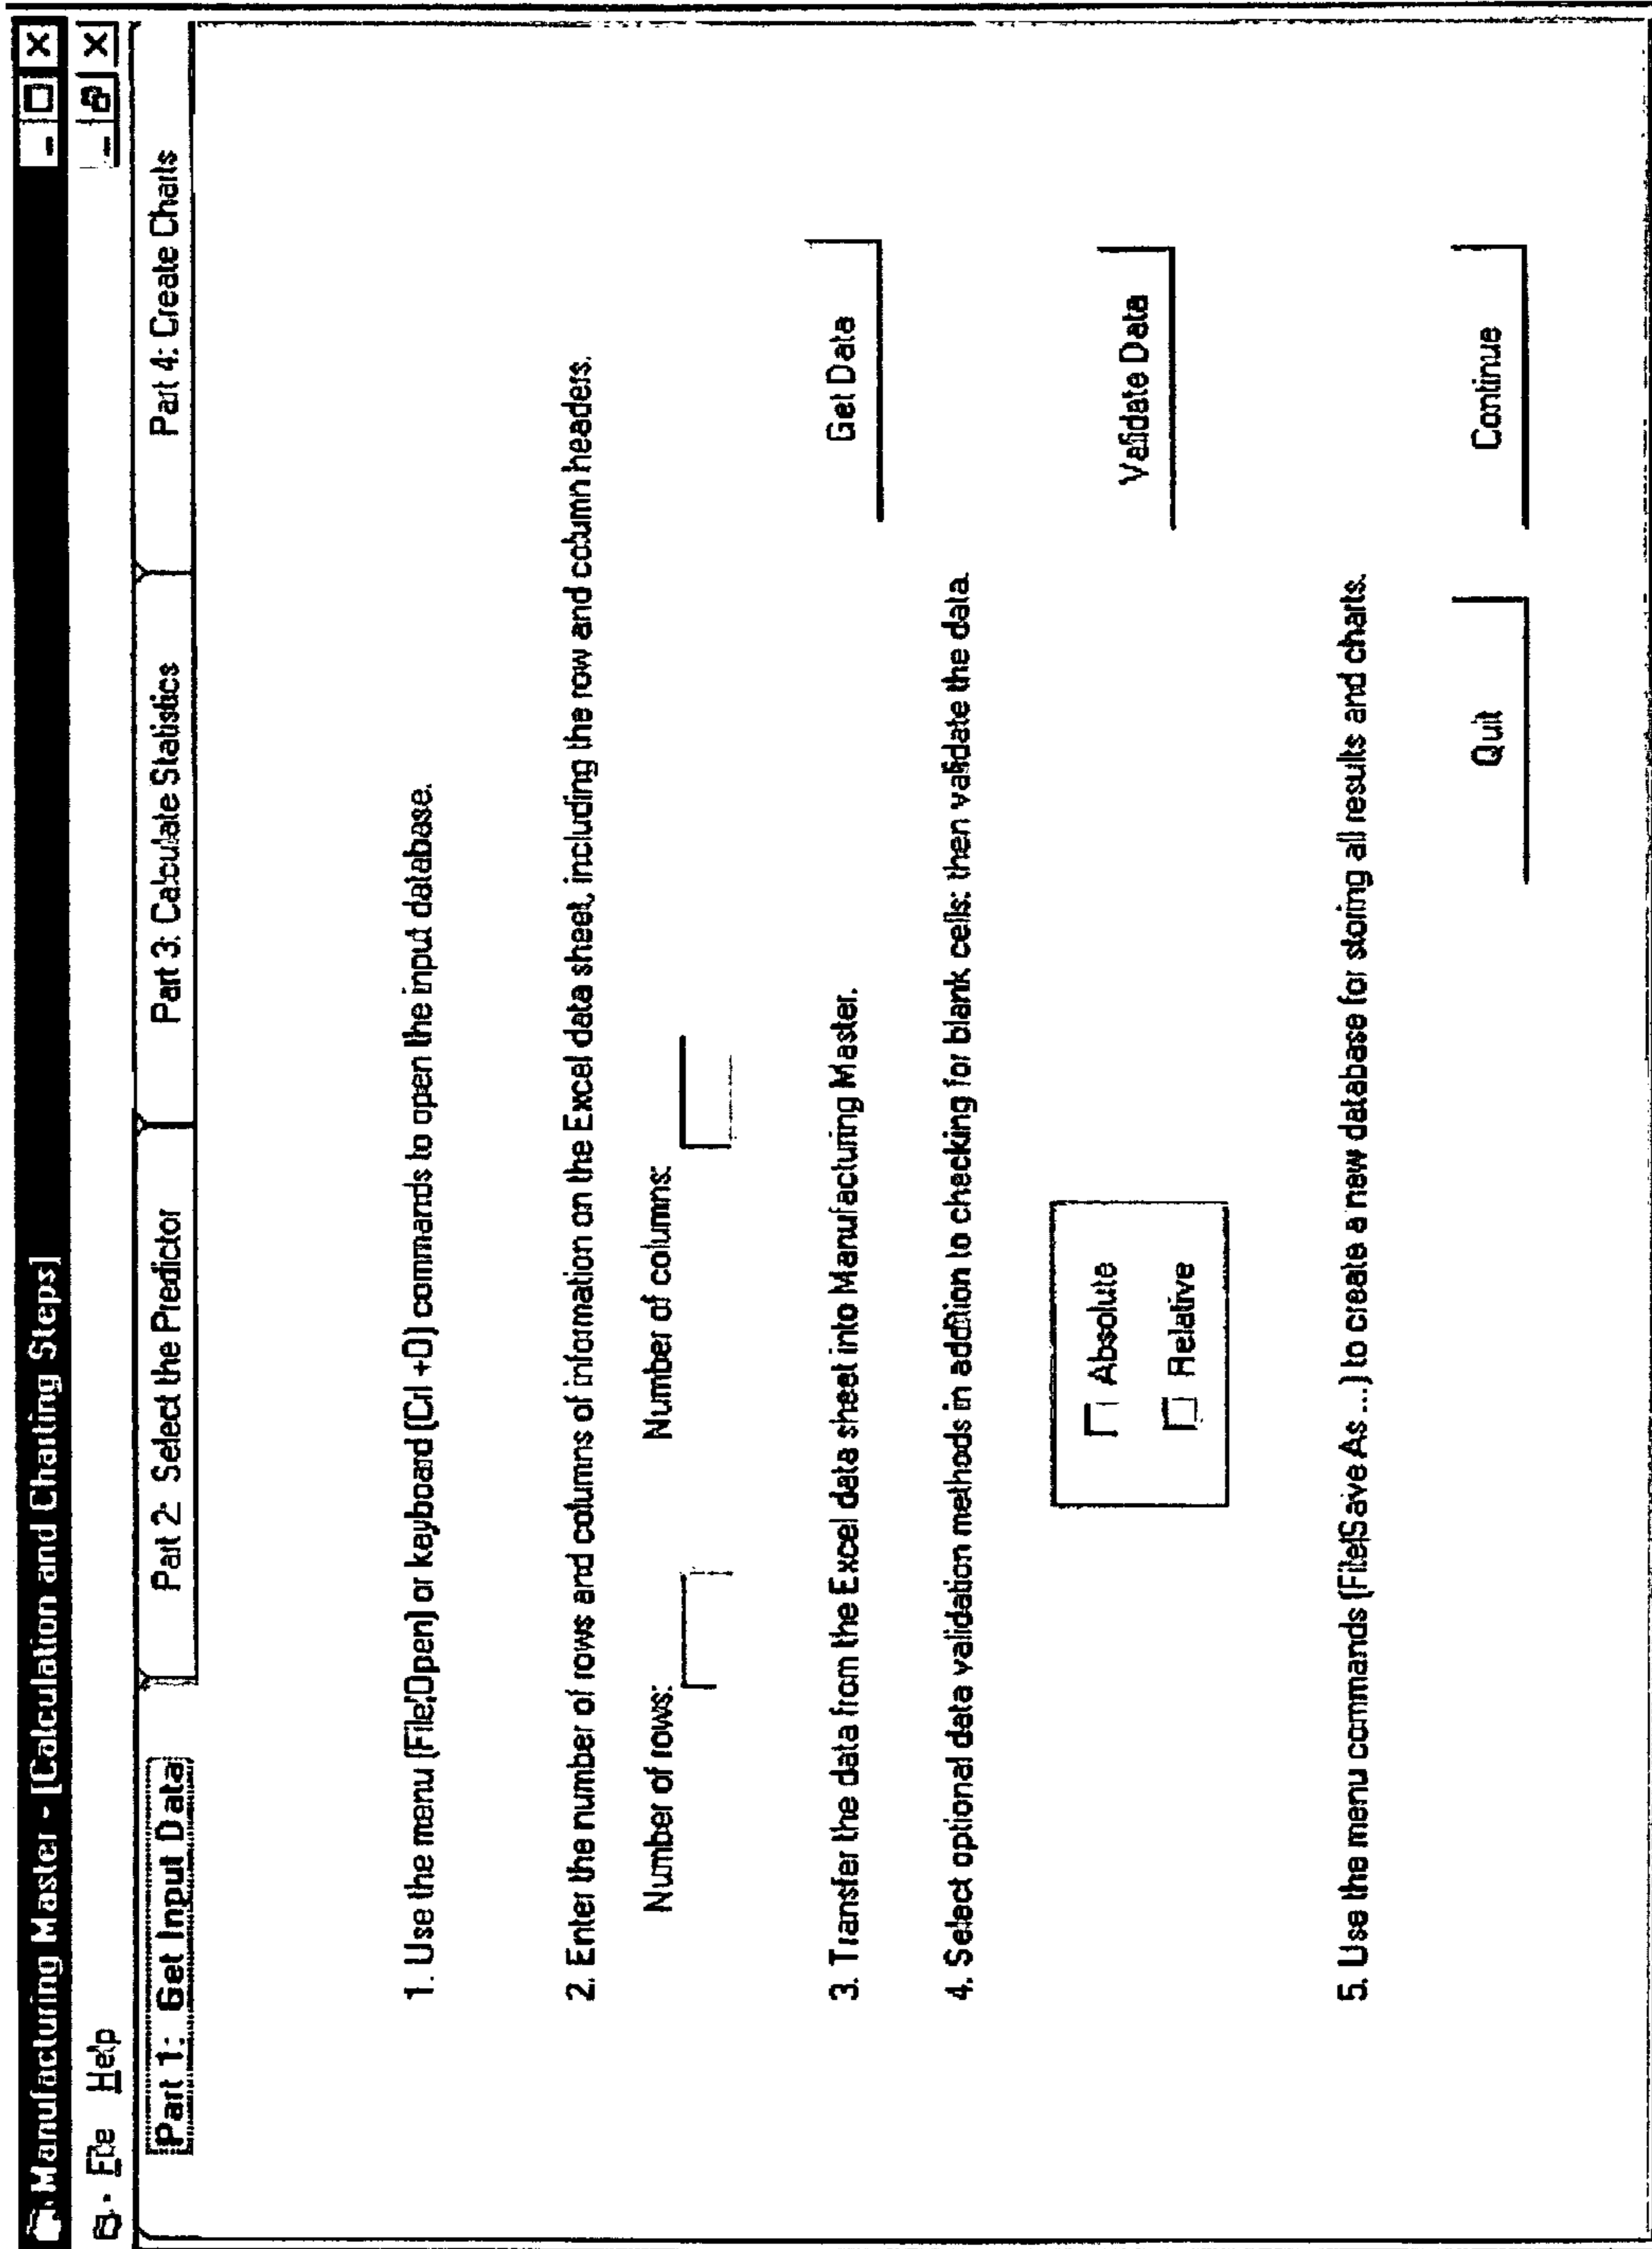 Manufacturing Master - [Calculation and Charting Steps]
File Help
Part 1: Get Input Data
Part 2: Select the Predictor
Part 3: Calculate Statistics
Part 4: Create Charts
1. Use the menu (File|Open) or keyboard (Crl +O) commands to open the input database.
2. Enter the number of rows and columns of information on the Excel data sheet, including the row and column headers.
Number of rows:
Number of columns:
3. Transfer the data from the Excel data sheet into Manufacturing Master.
Get Data
4. Select optional data validation methods in addition to checking for blank cells: then validate the data.
Absolute
Relative
Validate Data
5. Use the menu commands (File|Save As ...) to create a new database for storing all results and charts.
Quit
Continue